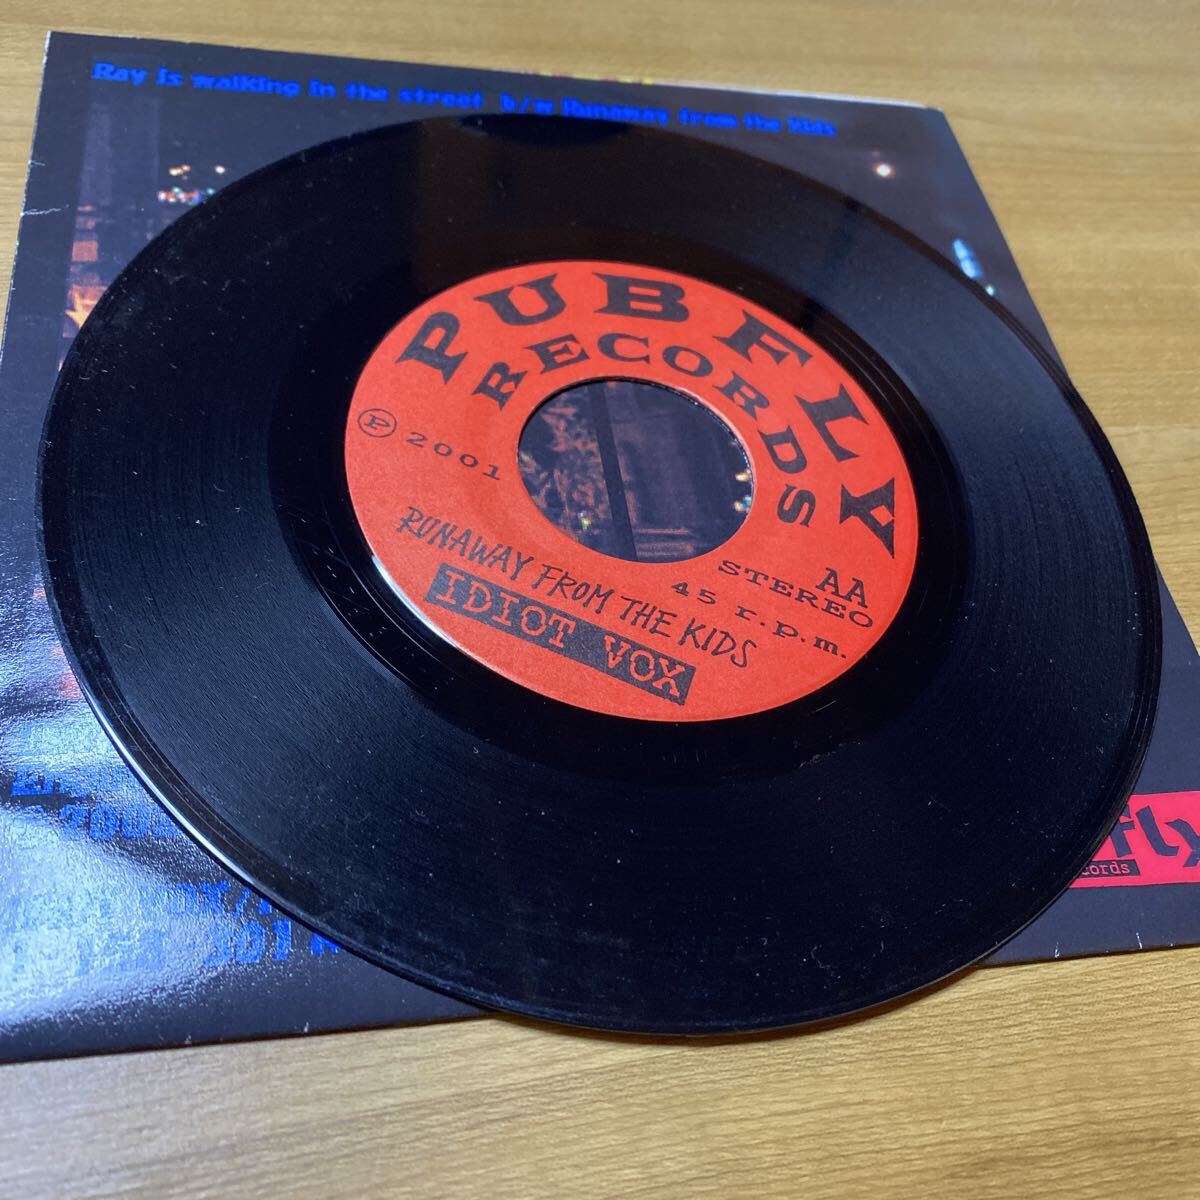 Ray is walking in the street b/w Runaway from the kids
PUBFLY
RECORDS
Ⓟ 2001
AA
STEREO
45 r.p.m.
RUNAWAY FROM THE KIDS
IDIOT VOX
fly
cords